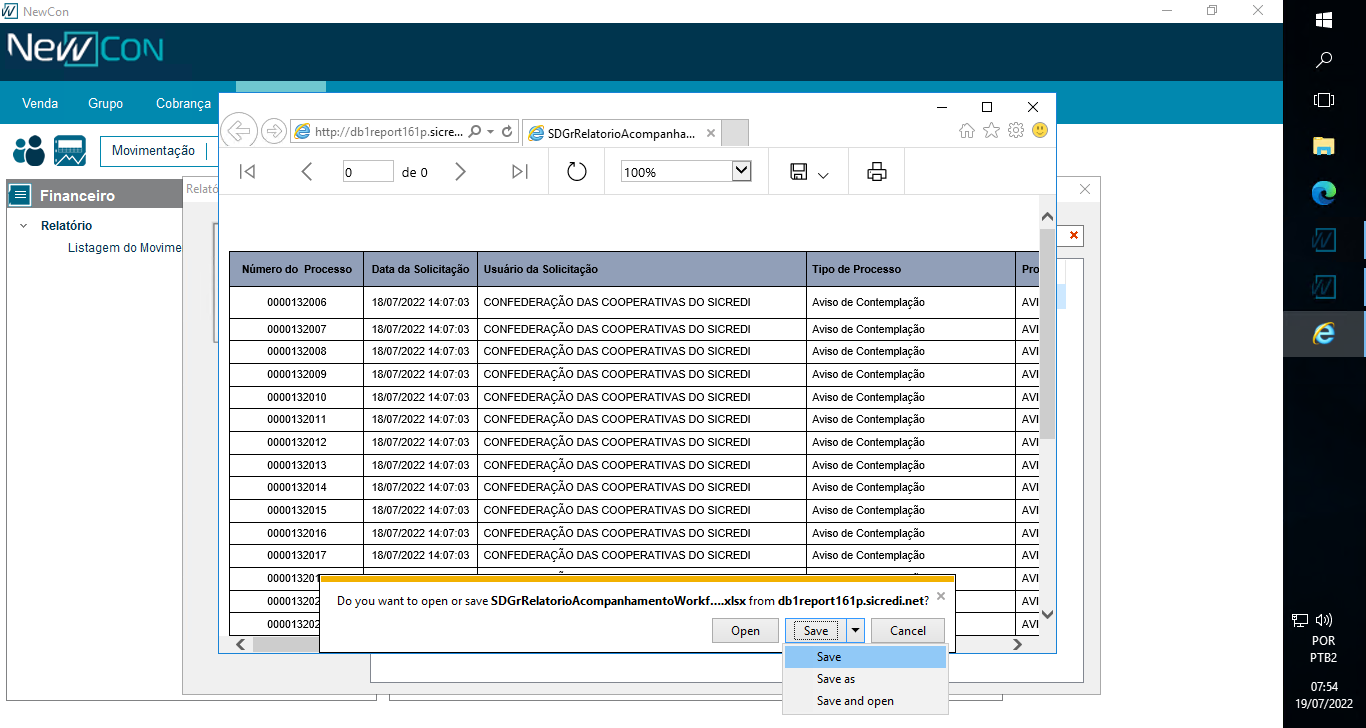 NewCon
NewCon
Venda Grupo Cobrança
Movimentação
http://db1report161p.sicre...
SDGrRelatorioAcompanha...
0 de 0
100%
Relató
Financeiro
Relatório
Listagem do Movime
Número do Processo Data da Solicitação Usuário da Solicitação Tipo de Processo Pro
0000132006 18/07/2022 14:07:03 CONFEDERAÇÃO DAS COOPERATIVAS DO SICREDI Aviso de Contemplação AVI
0000132007 18/07/2022 14:07:03 CONFEDERAÇÃO DAS COOPERATIVAS DO SICREDI Aviso de Contemplação AVI
0000132008 18/07/2022 14:07:03 CONFEDERAÇÃO DAS COOPERATIVAS DO SICREDI Aviso de Contemplação AVI
0000132009 18/07/2022 14:07:03 CONFEDERAÇÃO DAS COOPERATIVAS DO SICREDI Aviso de Contemplação AVI
0000132010 18/07/2022 14:07:03 CONFEDERAÇÃO DAS COOPERATIVAS DO SICREDI Aviso de Contemplação AVI
0000132011 18/07/2022 14:07:03 CONFEDERAÇÃO DAS COOPERATIVAS DO SICREDI Aviso de Contemplação AVI
0000132012 18/07/2022 14:07:03 CONFEDERAÇÃO DAS COOPERATIVAS DO SICREDI Aviso de Contemplação AVI
0000132013 18/07/2022 14:07:03 CONFEDERAÇÃO DAS COOPERATIVAS DO SICREDI Aviso de Contemplação AVI
0000132014 18/07/2022 14:07:03 CONFEDERAÇÃO DAS COOPERATIVAS DO SICREDI Aviso de Contemplação AVI
0000132015 18/07/2022 14:07:03 CONFEDERAÇÃO DAS COOPERATIVAS DO SICREDI Aviso de Contemplação AVI
0000132016 18/07/2022 14:07:03 CONFEDERAÇÃO DAS COOPERATIVAS DO SICREDI Aviso de Contemplação AVI
0000132017 18/07/2022 14:07:03 CONFEDERAÇÃO DAS COOPERATIVAS DO SICREDI Aviso de Contemplação AVI
000013201 AVI
000013202 AVI
000013202 AVI
Do you want to open or save SDGrRelatorioAcompanhamentoWorkf....xlsx from db1report161p.sicredi.net?
Open Save Cancel
Save
Save as
Save and open
POR
PTB2
07:54
19/07/2022